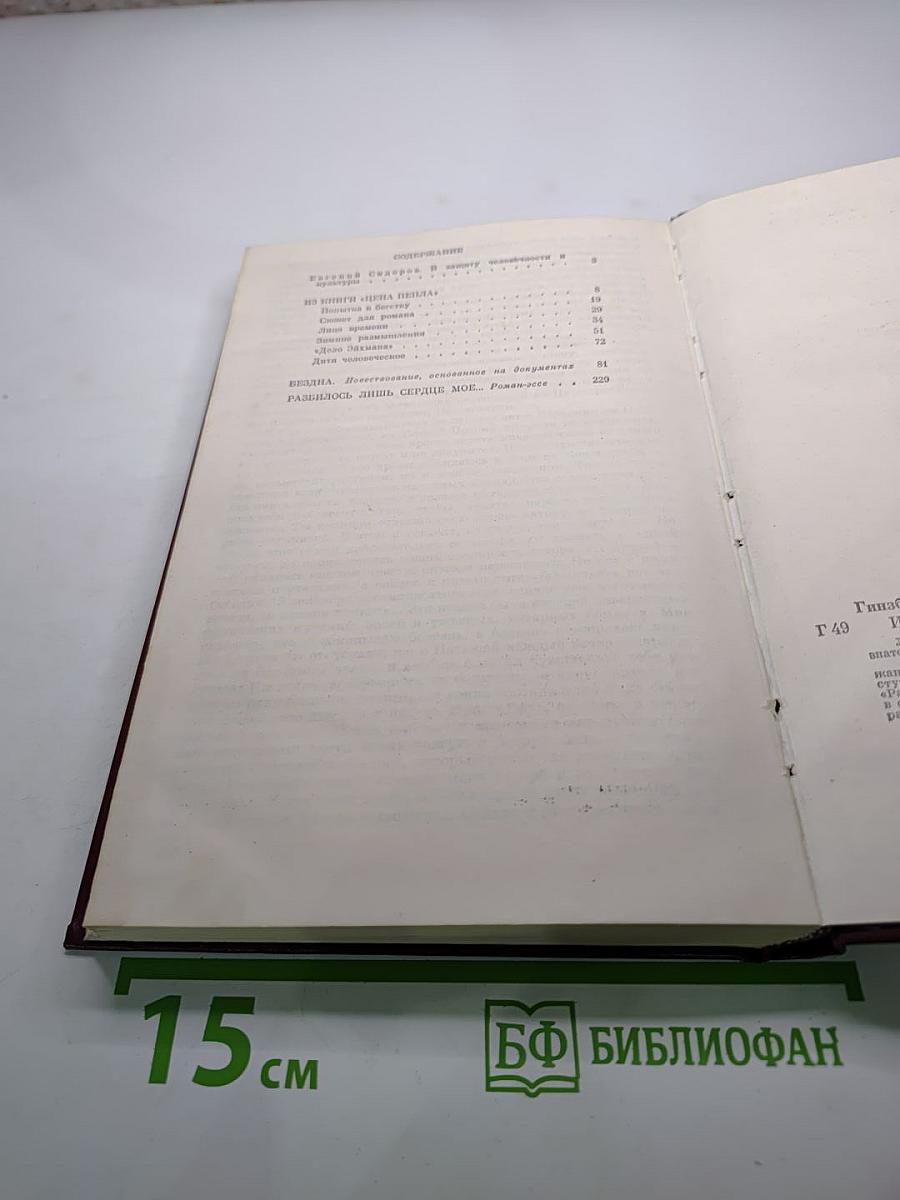 СОДЕРЖАНИЕ
Евгений Сидоров. В защиту человечности и
культуры . . . . . . . . . . . . . . . . 3
ИЗ КНИГИ «ЦЕНА ПЕПЛА»
Попытка к бегству . . . . . . . . . . . . 8
Сюжет для романа . . . . . . . . . . . . 19
Лица времени . . . . . . . . . . . . 29
Зимние размышления . . . . . . . . . . . . 34
«Дело Эйхмана» . . . . . . . . . . . . 51
Дитя человеческое . . . . . . . . . . . . 72
БЕЗДНА. Повествование, основанное на документах 81
РАЗБИЛОСЬ ЛИШЬ СЕРДЦЕ МОЕ... Роман-эссе . . 229
Гинзб
Г 49 И
15 см
БФ БИБЛИОФАН